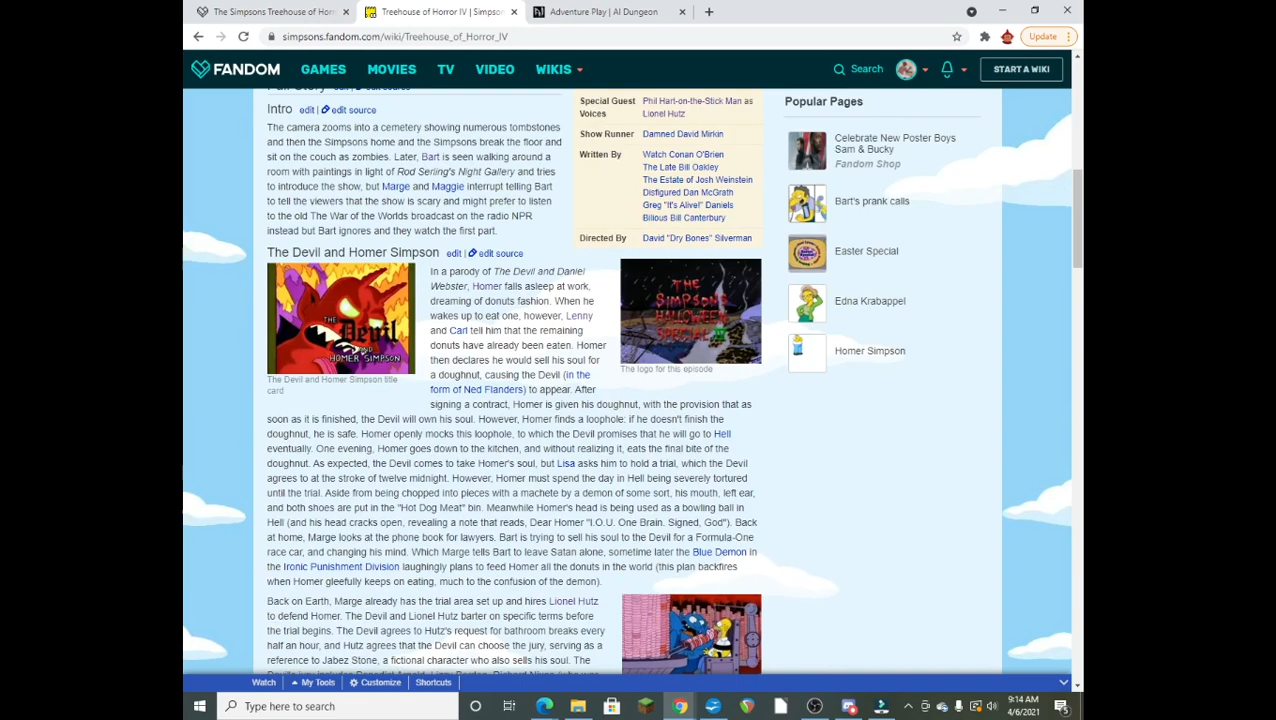 The Simpsons Treehouse of Hor
Treehouse of Horror IV | Simpson
Adventure Play | AI Dungeon
simpsons.fandom.com/wiki/Treehouse_of_Horror_IV
Update
FANDOM
GAMES
MOVIES
TV
VIDEO
WIKIS
Search
START A WIKI
Intro edit | edit source
The camera zooms into a cemetery showing numerous tombstones
and then the Simpsons home and the Simpsons break the floor and
sit on the couch as zombies. Later, Bart is seen walking around a
room with paintings in light of Rod Serling's Night Gallery and tries
to introduce the show, but Marge and Maggie interrupt telling Bart
to tell the viewers that the show is scary and might prefer to listen
to the old The War of the Worlds broadcast on the radio NPR
instead but Bart ignores and they watch the first part.
Special Guest Voices
Phil Hart-on-the-Stick Man as
Lionel Hutz
Show Runner
Damned David Mirkin
Written By
Watch Conan O'Brien
The Late Bill Oakley
The Estate of Josh Weinstein
Disfigured Dan McGrath
Greg "It's Alive!" Daniels
Bilious Bill Canterbury
Directed By
David "Dry Bones" Silverman
The Devil and Homer Simpson edit | edit source
THE
Devil
AND
HOMER SIMPSON
The Devil and Homer Simpson title
card
THE
SIMPSONS
HALLOWEEN
SPECIAL IV
The logo for this episode
In a parody of The Devil and Daniel
Webster, Homer falls asleep at work,
dreaming of donuts fashion. When he
wakes up to eat one, however, Lenny
and Carl tell him that the remaining
donuts have already been eaten. Homer
then declares he would sell his soul for
a doughnut, causing the Devil (in the
form of Ned Flanders) to appear. After
signing a contract, Homer is given his doughnut, with the provision that as
soon as it is finished, the Devil will own his soul. However, Homer finds a loophole: if he doesn't finish the
doughnut, he is safe. Homer openly mocks this loophole, to which the Devil promises that he will go to Hell
eventually. One evening, Homer goes down to the kitchen, and without realizing it, eats the final bite of the
doughnut. As expected, the Devil comes to take Homer's soul, but Lisa asks him to hold a trial, which the Devil
agrees to at the stroke of twelve midnight. However, Homer must spend the day in Hell being severely tortured
until the trial. Aside from being chopped into pieces with a machete by a demon of some sort, his mouth, left ear,
and both shoes are put in the "Hot Dog Meat" bin. Meanwhile Homer's head is being used as a bowling ball in
Hell (and his head cracks open, revealing a note that reads, Dear Homer "I.O.U. One Brain. Signed, God"). Back
at home, Marge looks at the phone book for lawyers. Bart is trying to sell his soul to the Devil for a Formula-One
race car, and changing his mind. Which Marge tells Bart to leave Satan alone, sometime later the Blue Demon in
the Ironic Punishment Division laughingly plans to feed Homer all the donuts in the world (this plan backfires
when Homer gleefully keeps on eating, much to the confusion of the demon).
Back on Earth, Marge already has the trial area set up and hires Lionel Hutz
to defend Homer. The Devil and Lionel Hutz barter on specific terms before
the trial begins. The Devil agrees to Hutz's request for bathroom breaks every
half an hour, and Hutz agrees that the Devil can choose the jury, serving as a
reference to Jabez Stone, a fictional character who also sells his soul. The
Popular Pages
Celebrate New Poster Boys
Sam & Bucky
Fandom Shop
Bart's prank calls
Easter Special
Edna Krabappel
Homer Simpson
Watch
My Tools
Customize
Shortcuts
Type here to search
9:14 AM
4/6/2021
5